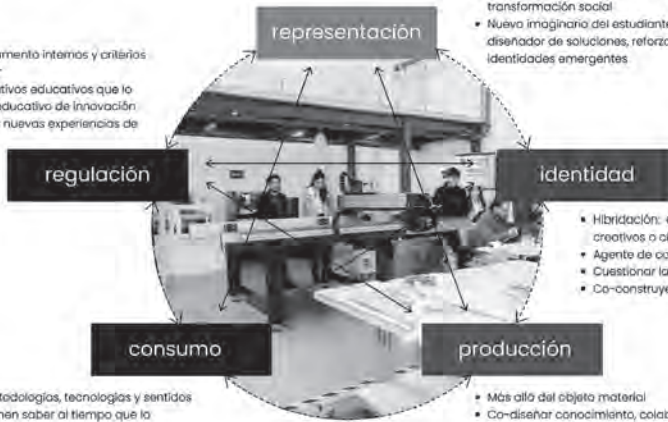 transformación social
• Nuevo imaginario del estudiante
diseñador de soluciones, reforza
identidades emergentes
representación
amento internos y criterios
tivos educativos que lo
educativo de innovación
nuevas experiencias de
regulación
identidad
• Hibridación:
creativos o ci
• Agente de co
• Cuestionar la
• Co-construye
consumo
producción
todologías, tecnologías y sentidos
nen saber al tiempo que lo
• Más allá del objeto material
• Co-diseñar conocimiento, colab